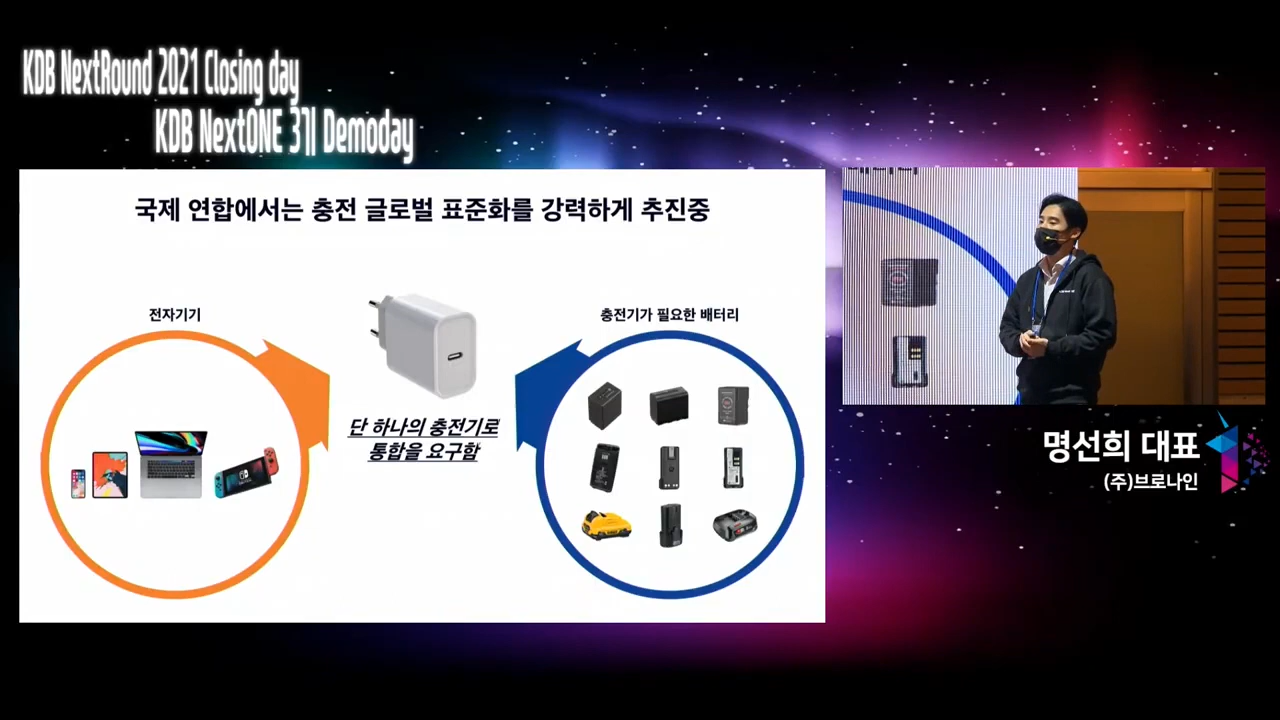 KDB NextRound 2021 Closing day
KDB NextONE 3기 Demoday
국제 연합에서는 충전 글로벌 표준화를 강력하게 추진중
전자기기
충전기가 필요한 배터리
단 하나의 충전기로
통합을 요구함
명선희 대표
(주)브로나인